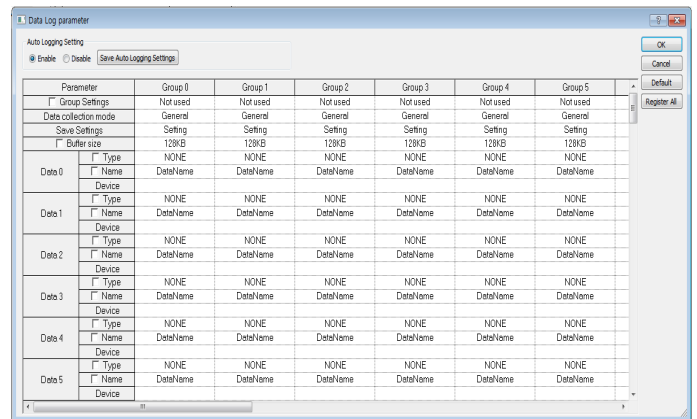 Data Log parameter
Auto Logging Setting
Enable Disable Save Auto Logging Settings
OK
Cancel
Default
Register All
Parameter Group 0 Group 1 Group 2 Group 3 Group 4 Group 5
Group Settings Not used Not used Not used Not used Not used Not used
Data collection mode General General General General General General
Save Settings Setting Setting Setting Setting Setting Setting
Buffer size 128KB 128KB 128KB 128KB 128KB 128KB
Data 0 Type NONE NONE NONE NONE NONE NONE
Name DataName DataName DataName DataName DataName DataName
Device
Data 1 Type NONE NONE NONE NONE NONE NONE
Name DataName DataName DataName DataName DataName DataName
Device
Data 2 Type NONE NONE NONE NONE NONE NONE
Name DataName DataName DataName DataName DataName DataName
Device
Data 3 Type NONE NONE NONE NONE NONE NONE
Name DataName DataName DataName DataName DataName DataName
Device
Data 4 Type NONE NONE NONE NONE NONE NONE
Name DataName DataName DataName DataName DataName DataName
Device
Data 5 Type NONE NONE NONE NONE NONE NONE
Name DataName DataName DataName DataName DataName DataName
Device